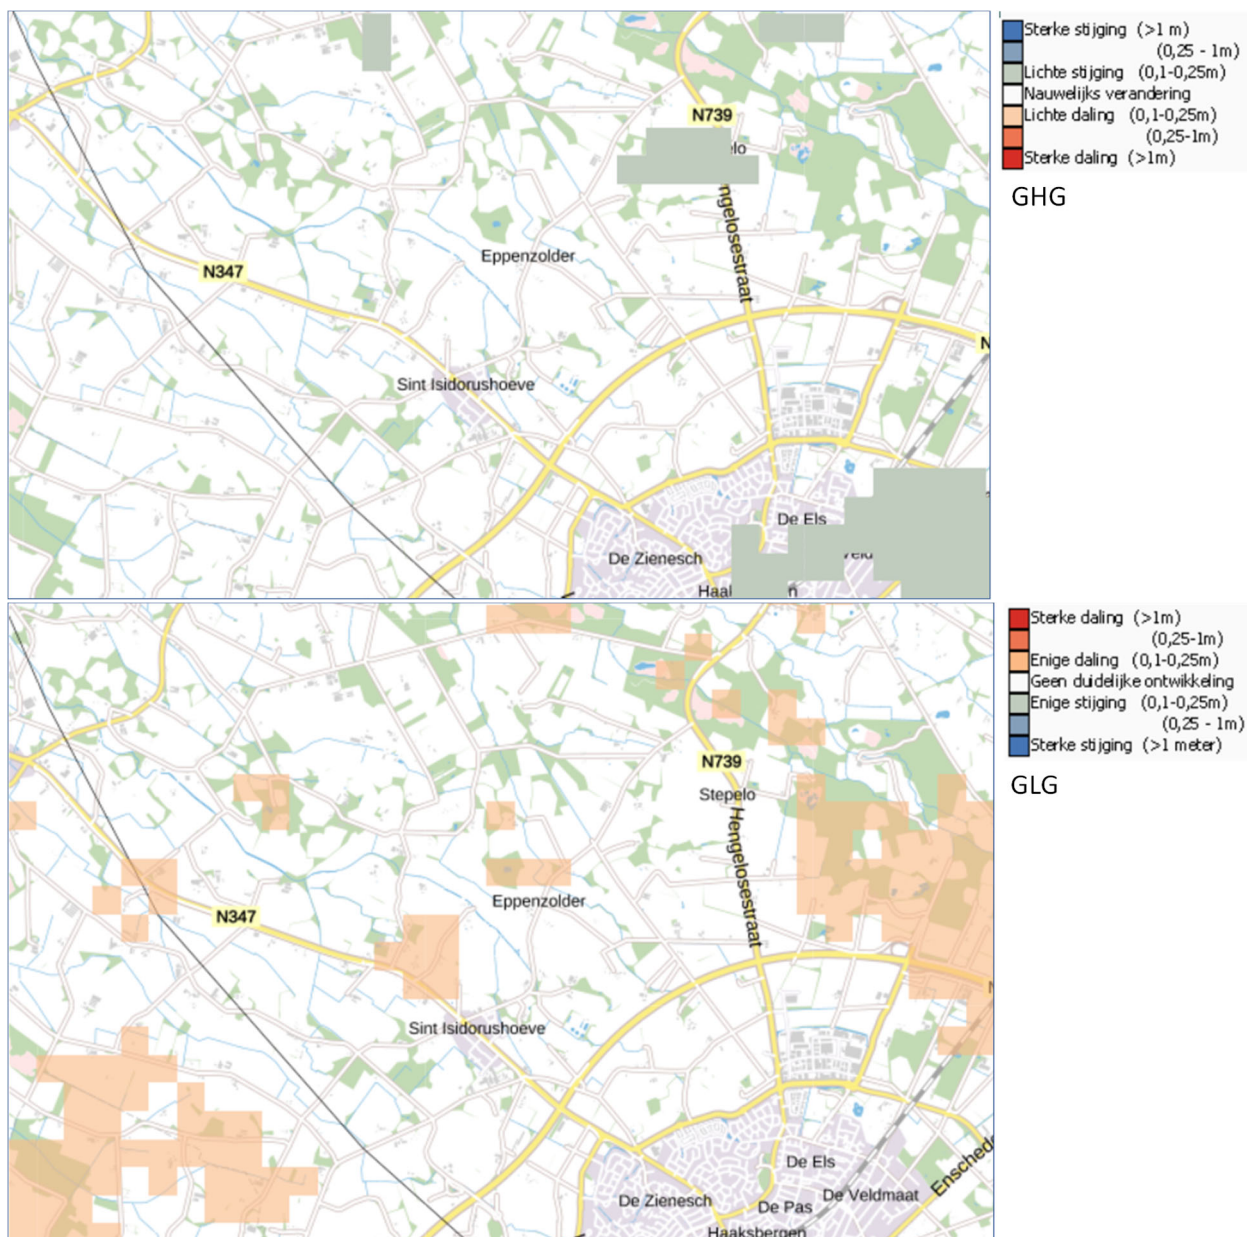 Sterke stijging (>1 m)
(0,25 - 1m)
Lichte stijging (0,1-0,25m)
Nauwelijks verandering
Lichte daling (0,1-0,25m)
(0,25-1m)
Sterke daling (>1m)
GHG
N739
elo
ngelosestraat
Eppenzolder
N347
N
Sint Isidorushoeve
De Els
De Zienesch
Haa
n
Sterke daling (>1m)
(0,25-1m)
Enige daling (0,1-0,25m)
Geen duidelijke ontwikkeling
Enige stijging (0,1-0,25m)
(0,25 - 1m)
Sterke stijging (>1 meter)
GLG
N739
Stepelo
Hengelosestraat
Eppenzolder
N347
Sint Isidorushoeve
De Els
Enschede
De Zienesch
De Veldmaat
De Pas
Haaksbergen